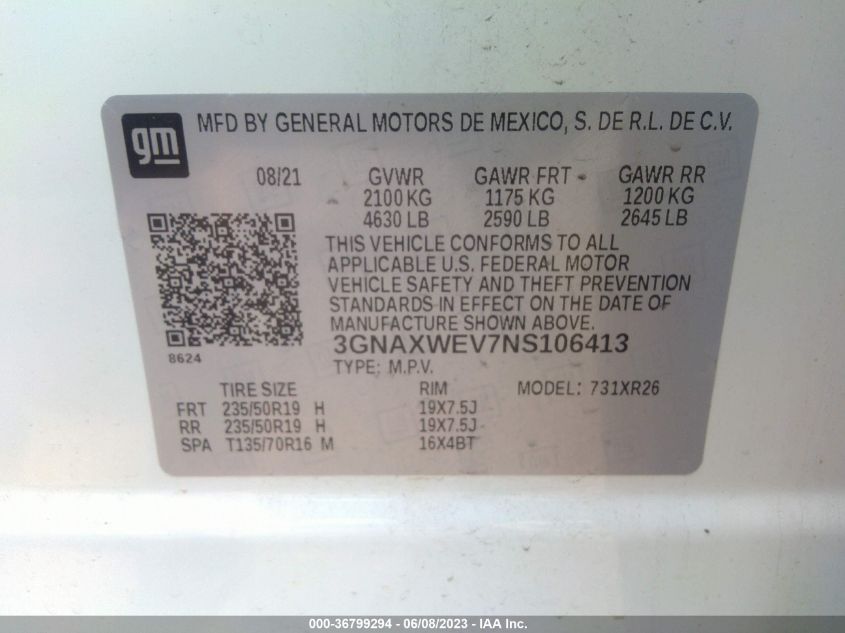 gm
MFD BY GENERAL MOTORS DE MEXICO, S. DE R.L. DE C.V.
08/21 GVWR GAWR FRT GAWR RR
2100 KG 1175 KG 1200 KG
4630 LB 2590 LB 2645 LB
THIS VEHICLE CONFORMS TO ALL
APPLICABLE U.S. FEDERAL MOTOR
VEHICLE SAFETY AND THEFT PREVENTION
STANDARDS IN EFFECT ON THE DATE OF
MANUFACTURE SHOWN ABOVE.
8624
3GNAXWEV7NS106413
TYPE: M.P.V.
TIRE SIZE RIM MODEL: 731XR26
FRT 235/50R19 H 19X7.5J
RR 235/50R19 H 19X7.5J
SPA T135/70R16 M 16X4BT
000-36799294 - 06/08/2023 - IAA Inc.